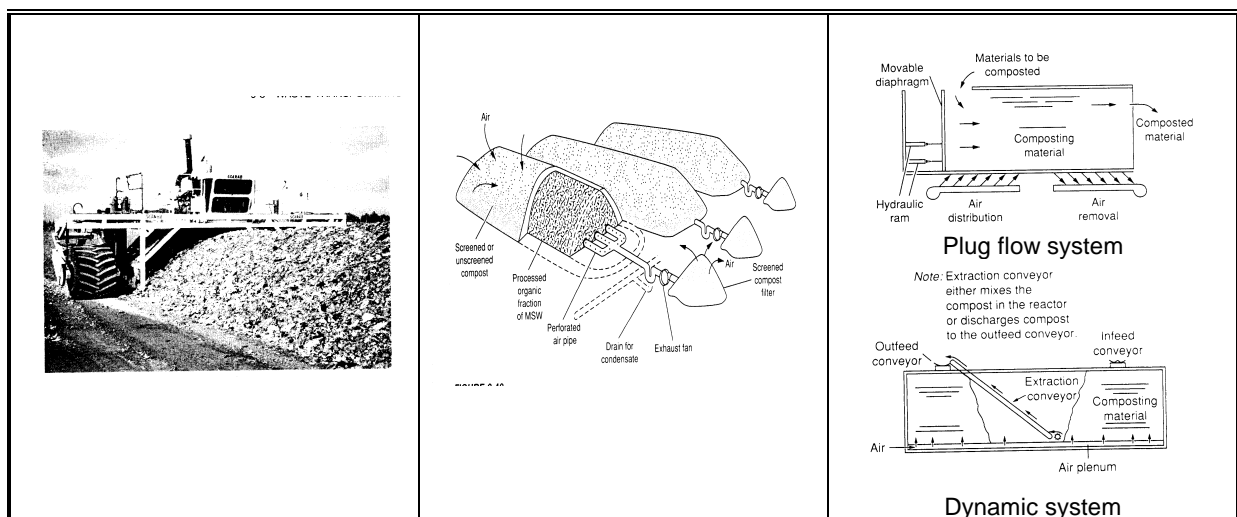 SCARAB
Air
Screened or
unscreened
compost
Processed
organic
fraction
of MSW
Perforated
air pipe
Drain for
condensate
Exhaust fan
Air
Screened
compost
filter
Movable
diaphragm
Materials to be
composted
Composting
material
Composted
material
Hydraulic
ram
Air
distribution
Air
removal
Plug flow system
Note: Extraction conveyor
either mixes the
compost in the reactor
or discharges compost
to the outfeed conveyor.
Outfeed
conveyor
Infeed
conveyor
Extraction
conveyor
Composting
material
Air
Air plenum
Dynamic system